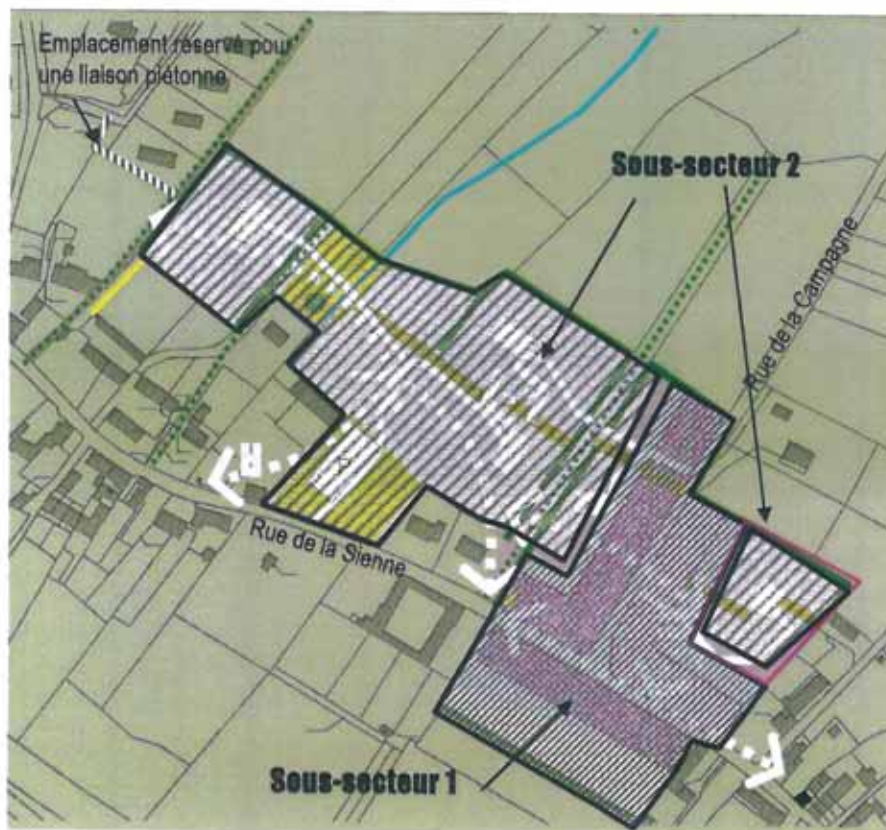 Emplacement réservé pour
une liaison piétonne
Sous-secteur 2
Rue de la Campagne
Rue de la Sienne
Sous-secteur 1